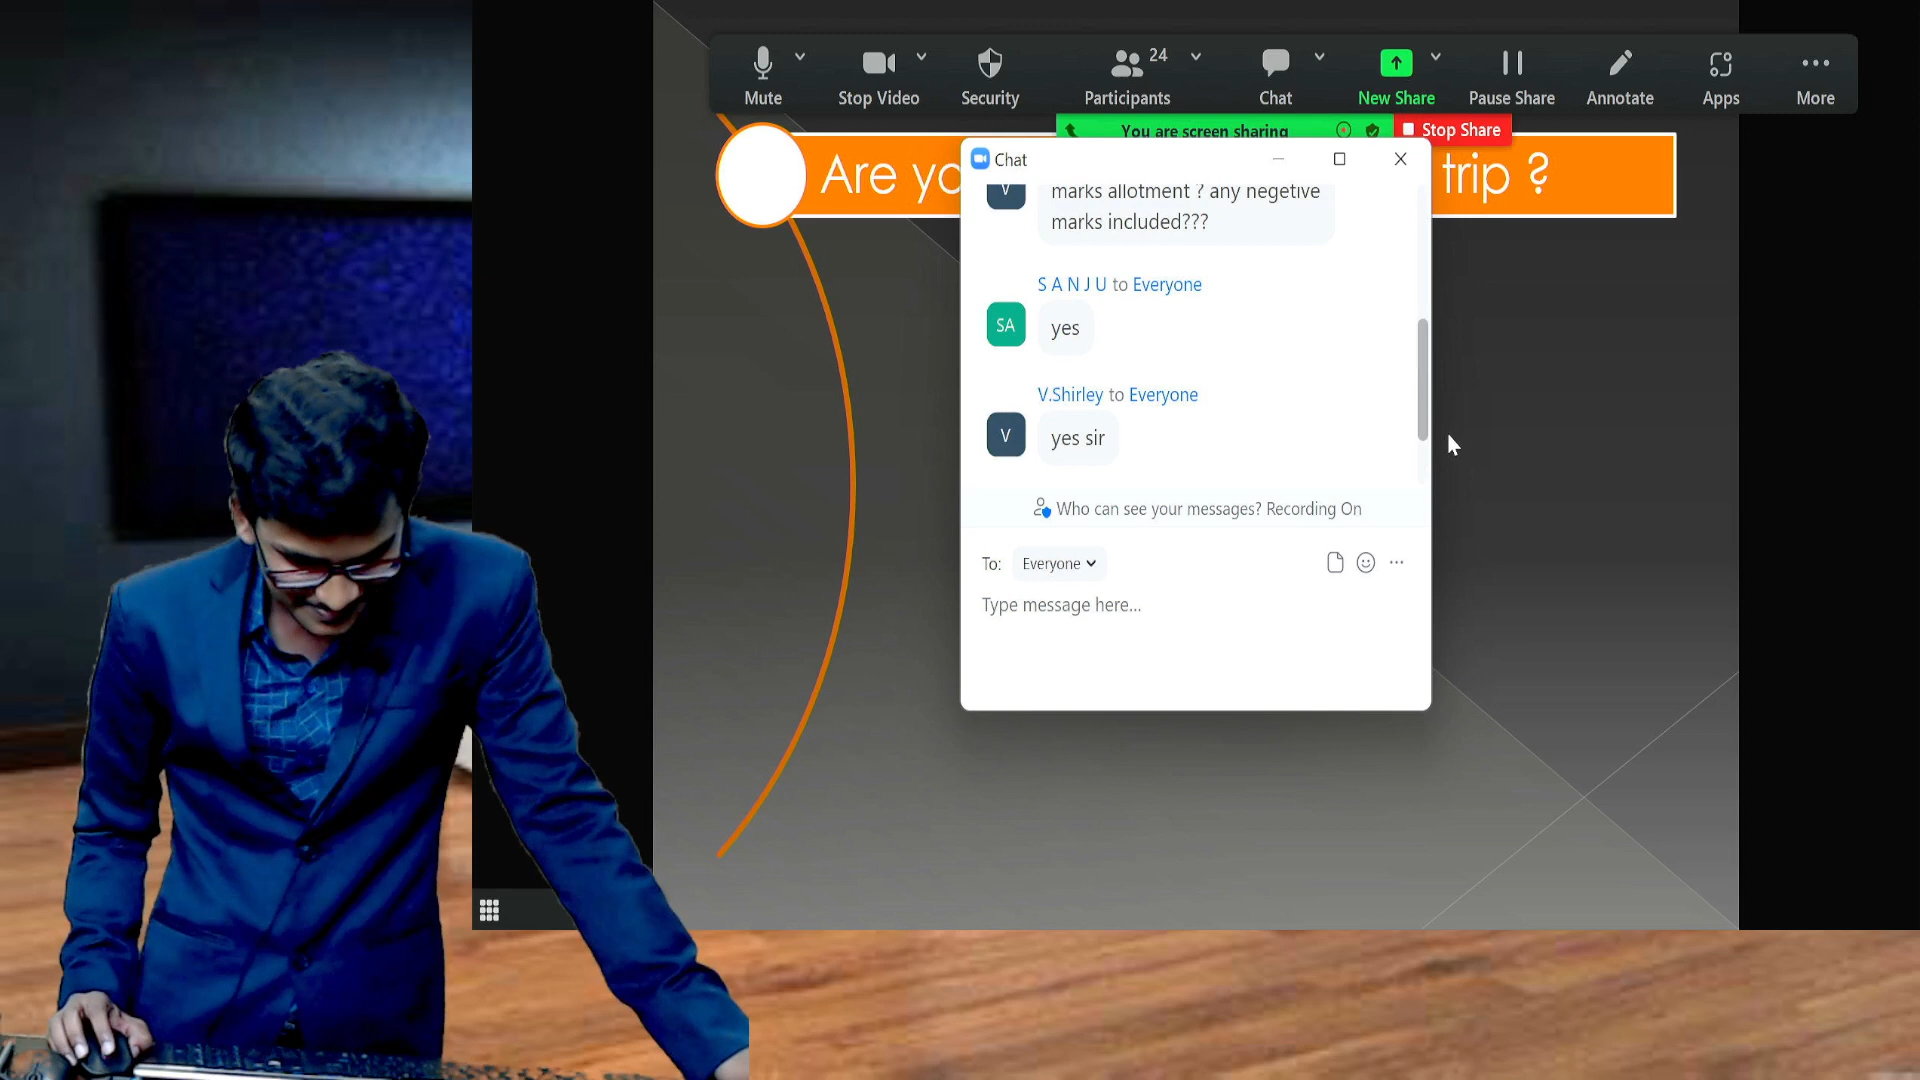 24
Mute
Stop Video
Security
Participants
Chat
New Share
Pause Share
Annotate
Apps
More
You are screen sharing
Stop Share
Are yo
trip ?
Chat
V
marks allotment ? any negetive
marks included???
S A N J U to Everyone
SA
yes
V.Shirley to Everyone
V
yes sir
Who can see your messages? Recording On
To: Everyone
Type message here...